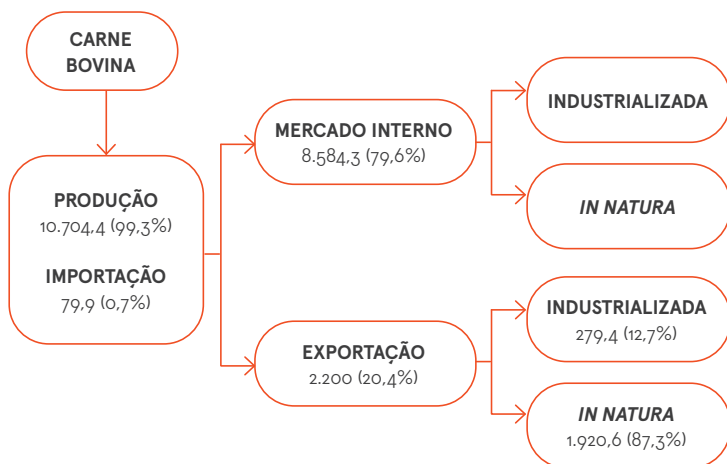 CARNE
BOVINA
PRODUÇÃO
10.704,4 (99,3%)
IMPORTAÇÃO
79,9 (0,7%)
MERCADO INTERNO
8.584,3 (79,6%)
EXPORTAÇÃO
2.200 (20,4%)
INDUSTRIALIZADA
IN NATURA
INDUSTRIALIZADA
279,4 (12,7%)
IN NATURA
1.920,6 (87,3%)